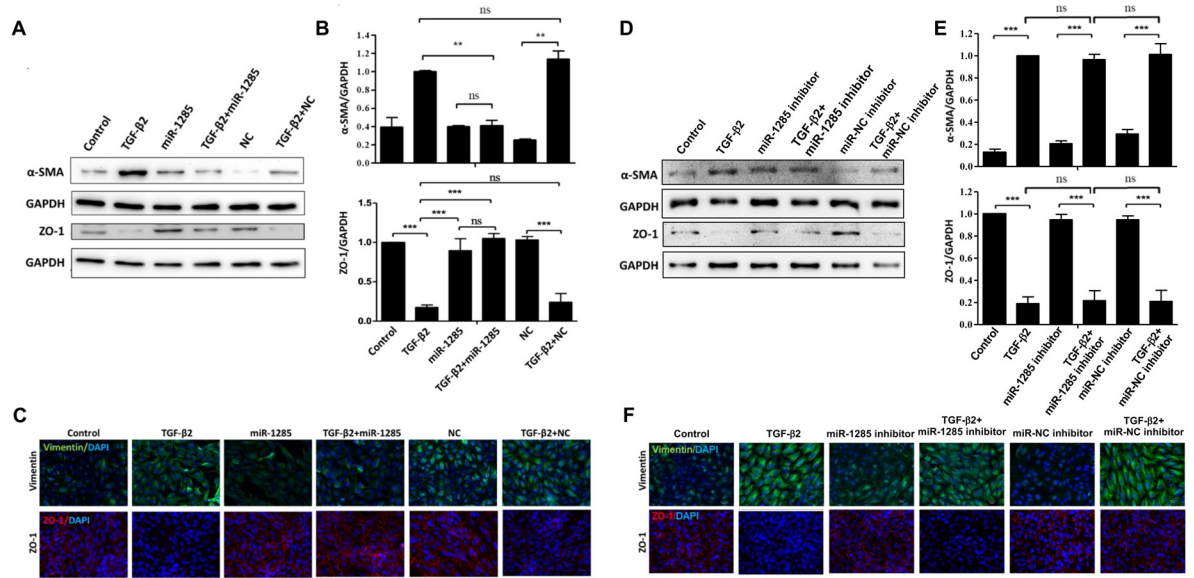 A
Control
TGF-β2
miR-1285
TGF-β2+miR-1285
NC
TGF-β2+NC
α-SMA
GAPDH
ZO-1
GAPDH
B
ns
**
**
ns
α-SMA/GAPDH
1.4
1.2
1.0
0.8
0.6
0.4
0.2
0.0
ns
***
***
***
ns
***
ZO-1/GAPDH
1.5
1.0
0.5
0.0
Control
TGF-β2
miR-1285
TGF-β2+miR-1285
NC
TGF-β2+NC
C
Control
TGF-β2
miR-1285
TGF-β2+miR-1285
NC
TGF-β2+NC
Vimentin
Vimentin/DAPI
ZO-1
ZO-1/DAPI
D
Control
TGF-β2
miR-1285 inhibitor
TGF-β2+
miR-1285 inhibitor
miR-NC inhibitor
TGF-β2+
miR-NC inhibitor
α-SMA
GAPDH
ZO-1
GAPDH
E
ns
ns
***
***
***
α-SMA/GAPDH
1.2
1.0
0.8
0.6
0.4
0.2
0.0
ns
ns
***
***
***
ZO-1/GAPDH
1.2
1.0
0.8
0.6
0.4
0.2
0.0
Control
TGF-β2
miR-1285 inhibitor
TGF-β2+
miR-1285 inhibitor
miR-NC inhibitor
TGF-β2+
miR-NC inhibitor
F
Control
TGF-β2
miR-1285 inhibitor
TGF-β2+
miR-1285 inhibitor
miR-NC inhibitor
TGF-β2+
miR-NC inhibitor
Vimentin
Vimentin/DAPI
ZO-1
ZO-1/DAPI